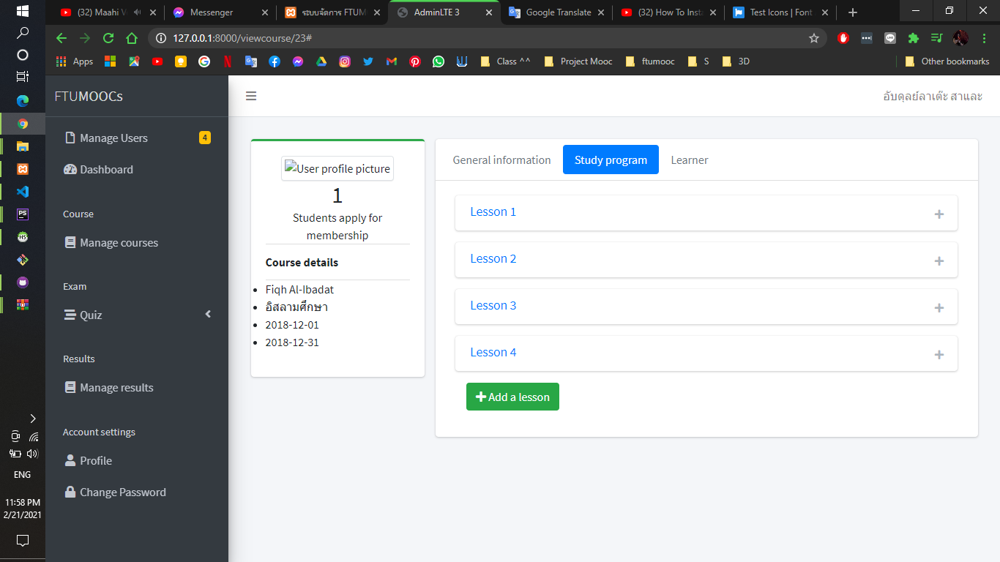 (32) Maahi V
Messenger
ระบบจัดการ FTUM
AdminLTE 3
Google Translate
(32) How To Insta
Test Icons | Font
127.0.0.1:8000/viewcourse/23#
Apps
Class ^^
Project Mooc
ftumooc
S
3D
Other bookmarks
FTUMOOCs
อับดุลย์ลาเต๊ะ สาและ
Manage Users
4
Dashboard
Course
Manage courses
Exam
Quiz
Results
Manage results
Account settings
Profile
Change Password
User profile picture
1
Students apply for
membership
Course details
Fiqh Al-Ibadat
อิสลามศึกษา
2018-12-01
2018-12-31
General information
Study program
Learner
Lesson 1
Lesson 2
Lesson 3
Lesson 4
Add a lesson
ENG
11:58 PM
2/21/2021